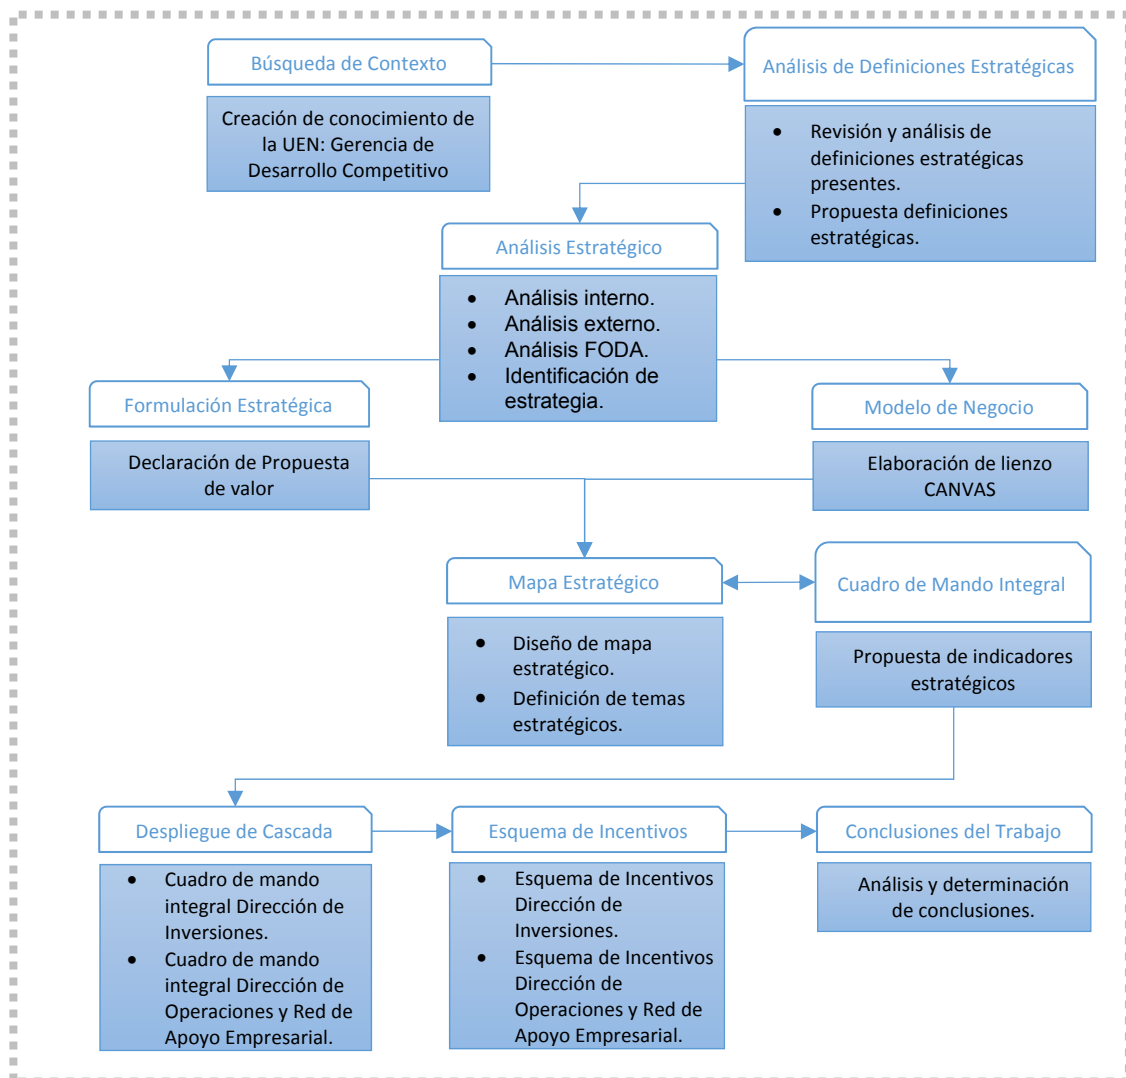 Búsqueda de Contexto
Creación de conocimiento de
la UEN: Gerencia de
Desarrollo Competitivo
Análisis de Definiciones Estratégicas
• Revisión y análisis de
definiciones estratégicas
presentes.
• Propuesta definiciones
estratégicas.
Análisis Estratégico
• Análisis interno.
• Análisis externo.
• Análisis FODA.
• Identificación de
estrategia.
Formulación Estratégica
Declaración de Propuesta
de valor
Modelo de Negocio
Elaboración de lienzo
CANVAS
Mapa Estratégico
• Diseño de mapa
estratégico.
• Definición de temas
estratégicos.
Cuadro de Mando Integral
Propuesta de indicadores
estratégicos
Despliegue de Cascada
• Cuadro de mando
integral Dirección de
Inversiones.
• Cuadro de mando
integral Dirección de
Operaciones y Red de
Apoyo Empresarial.
Esquema de Incentivos
• Esquema de Incentivos
Dirección de
Inversiones.
• Esquema de Incentivos
Dirección de
Operaciones y Red de
Apoyo Empresarial.
Conclusiones del Trabajo
Análisis y determinación
de conclusiones.